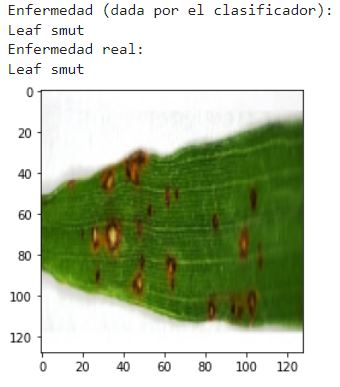 Enfermedad (dada por el clasificador):
Leaf smut
Enfermedad real:
Leaf smut
0
20
40
60
80
100
120
0 20 40 60 80 100 120